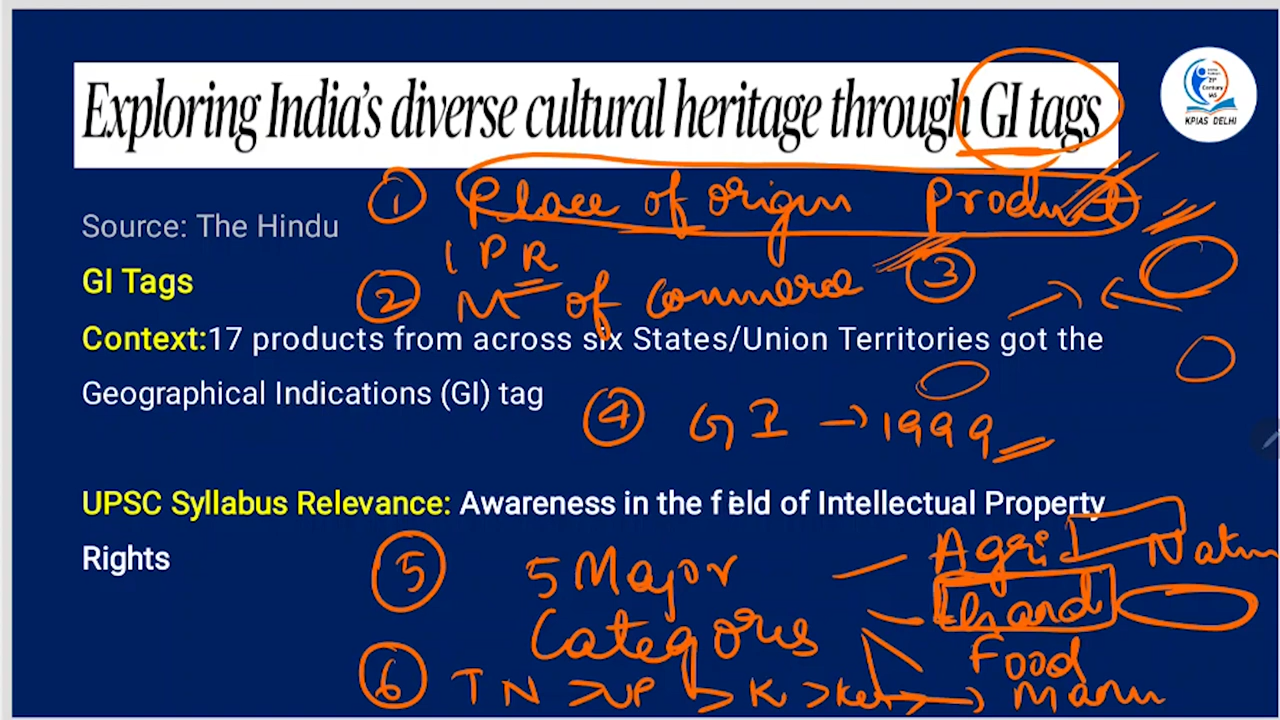 Exploring India's diverse cultural heritage through GI tags
KPIAS DELHI
① Place of origin Product
Source: The Hindu
IPR
GI Tags
② M of Commerce ③
Context:17 products from across six States/Union Territories got the
Geographical Indications (GI) tag
④ GI → 1999
UPSC Syllabus Relevance: Awareness in the field of Intellectual Property
Rights
⑤ 5 Major Categories
Agri
Natu
Hand
Food
Manu
⑥ TN > UP > K > Ker